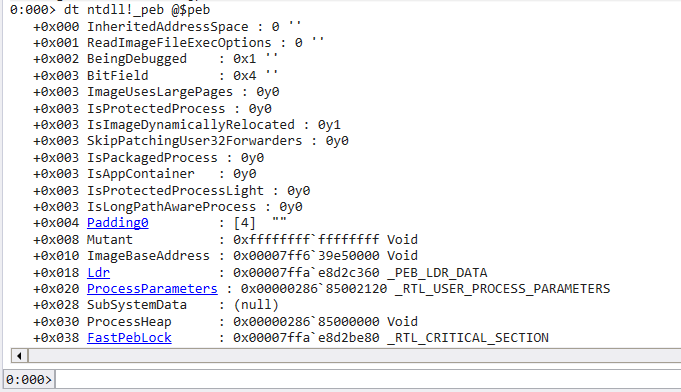 0:000> dt ntdll!_peb @$peb
+0x000 InheritedAddressSpace : 0 ''
+0x001 ReadImageFileExecOptions : 0 ''
+0x002 BeingDebugged    : 0x1 ''
+0x003 BitField         : 0x4 ''
+0x003 ImageUsesLargePages : 0y0
+0x003 IsProtectedProcess : 0y0
+0x003 IsImageDynamicallyRelocated : 0y1
+0x003 SkipPatchingUser32Forwarders : 0y0
+0x003 IsPackagedProcess : 0y0
+0x003 IsAppContainer   : 0y0
+0x003 IsProtectedProcessLight : 0y0
+0x003 IsLongPathAwareProcess : 0y0
+0x004 Padding0         : [4]  ""
+0x008 Mutant           : 0xffffffff`ffffffff Void
+0x010 ImageBaseAddress : 0x00007ff6`39e50000 Void
+0x018 Ldr              : 0x00007ffa`e8d2c360 _PEB_LDR_DATA
+0x020 ProcessParameters : 0x00000286`85002120 _RTL_USER_PROCESS_PARAMETERS
+0x028 SubSystemData    : (null)
+0x030 ProcessHeap      : 0x00000286`85000000 Void
+0x038 FastPebLock      : 0x00007ffa`e8d2be80 _RTL_CRITICAL_SECTION
0:000>